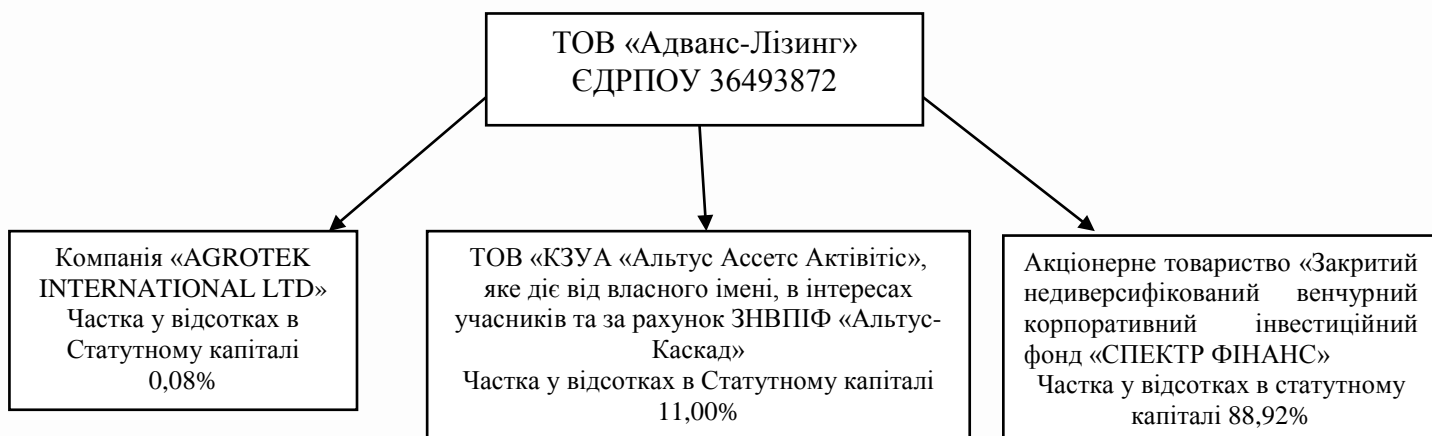 ТОВ «Адванс-Лізинг»
ЄДРПОУ 36493872
Компанія «AGROTEK
INTERNATIONAL LTD»
Частка у відсотках в
Статутному капіталі
0,08%
ТОВ «КЗУА «Альтус Ассетс Актівітіс»,
яке діє від власного імені, в інтересах
учасників та за рахунок ЗНВПІФ «Альтус-
Каскад»
Частка у відсотках в Статутному капіталі
11,00%
Акціонерне товариство «Закритий
недиверсифікований венчурний
корпоративний інвестиційний
фонд «СПЕКТР ФІНАНС»
Частка у відсотках в статутному
капіталі 88,92%